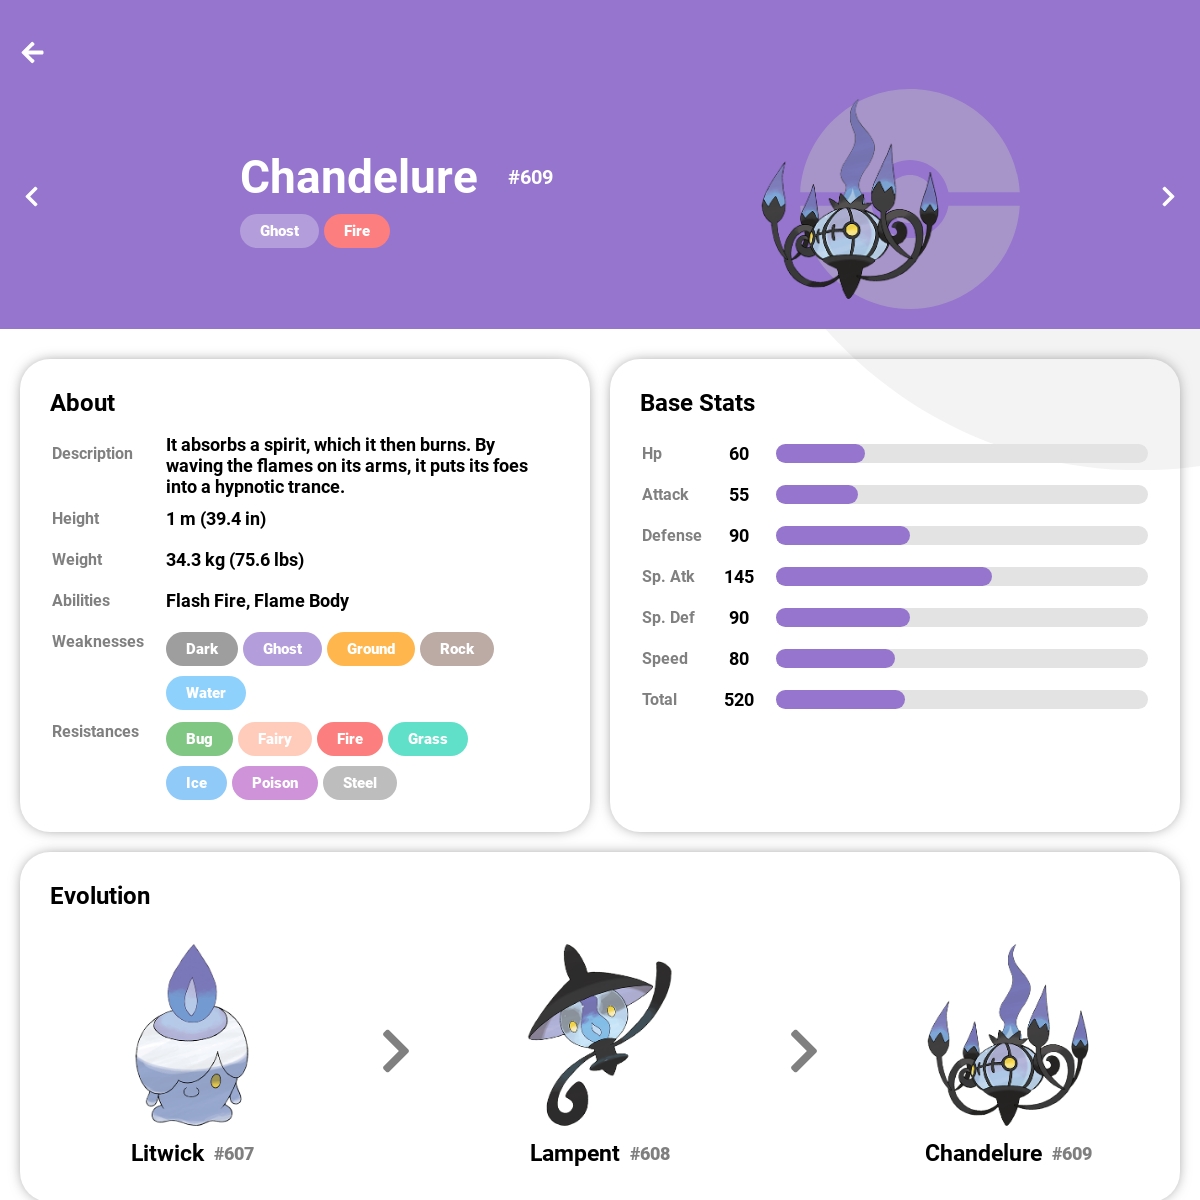 Chandelure #609
Ghost Fire
About
Description It absorbs a spirit, which it then burns. By
waving the flames on its arms, it puts its foes
into a hypnotic trance.
Height 1 m (39.4 in)
Weight 34.3 kg (75.6 lbs)
Abilities Flash Fire, Flame Body
Weaknesses Dark Ghost Ground Rock
Water
Resistances Bug Fairy Fire Grass
Ice Poison Steel
Base Stats
Hp 60
Attack 55
Defense 90
Sp. Atk 145
Sp. Def 90
Speed 80
Total 520
Evolution
Litwick #607
Lampent #608
Chandelure #609